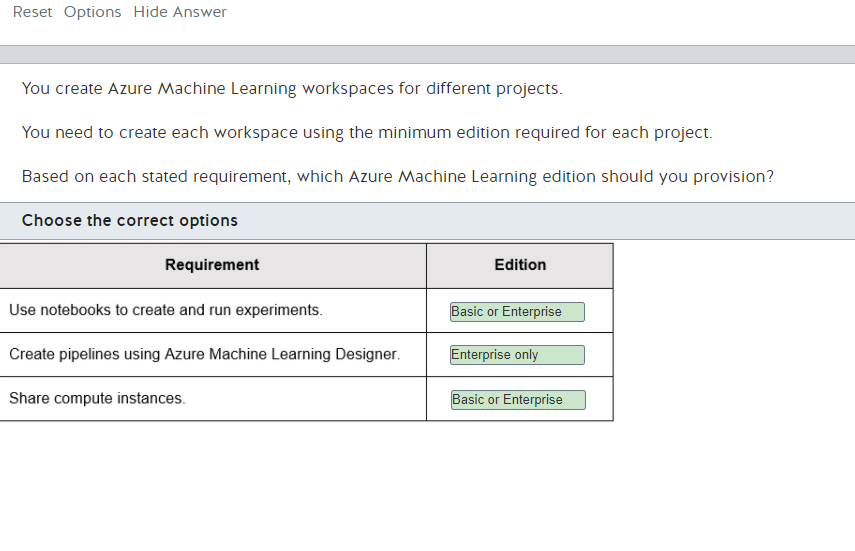 Reset Options Hide Answer
You create Azure Machine Learning workspaces for different projects.
You need to create each workspace using the minimum edition required for each project.
Based on each stated requirement, which Azure Machine Learning edition should you provision?
Choose the correct options
Requirement Edition
Use notebooks to create and run experiments. Basic or Enterprise
Create pipelines using Azure Machine Learning Designer. Enterprise only
Share compute instances. Basic or Enterprise